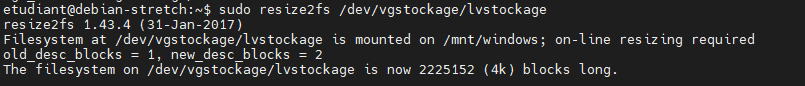 etudiant@debian-stretch:~$ sudo resize2fs /dev/vgstockage/lvstockage
resize2fs 1.43.4 (31-Jan-2017)
Filesystem at /dev/vgstockage/lvstockage is mounted on /mnt/windows; on-line resizing required
old_desc_blocks = 1, new_desc_blocks = 2
The filesystem on /dev/vgstockage/lvstockage is now 2225152 (4k) blocks long.